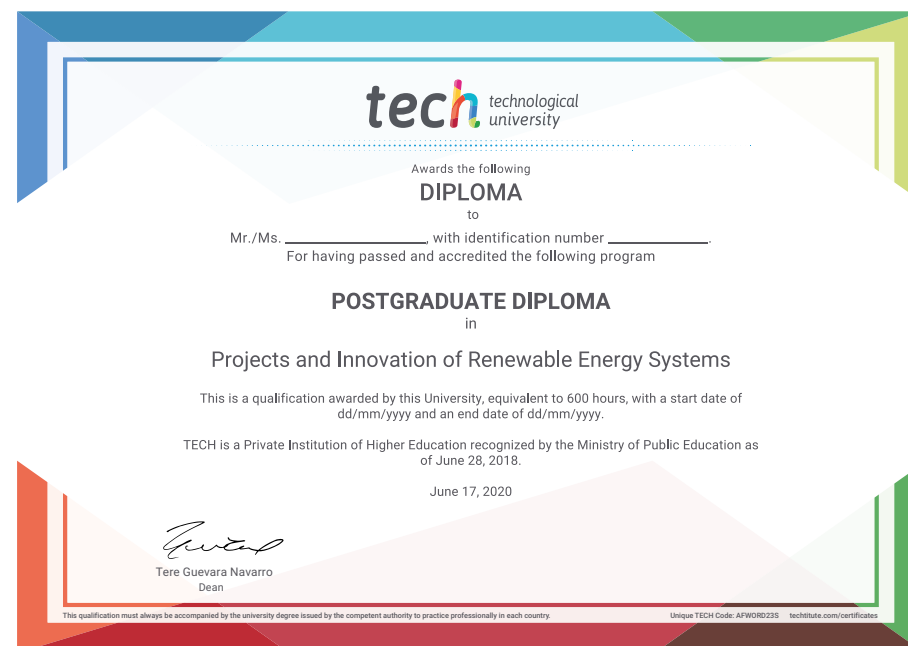 tech technological
university
Awards the following
DIPLOMA
to
Mr./Ms. ____________, with identification number ____________.
For having passed and accredited the following program
POSTGRADUATE DIPLOMA
in
Projects and Innovation of Renewable Energy Systems
This is a qualification awarded by this University, equivalent to 600 hours, with a start date of
dd/mm/yyyy and an end date of dd/mm/yyyy.
TECH is a Private Institution of Higher Education recognized by the Ministry of Public Education as
of June 28, 2018.
June 17, 2020
Tere Guevara Navarro
Dean
This qualification must always be accompanied by the university degree issued by the competent authority to practice professionally in each country. Unique TECH Code: AFWORD23S techtitute.com/certificates